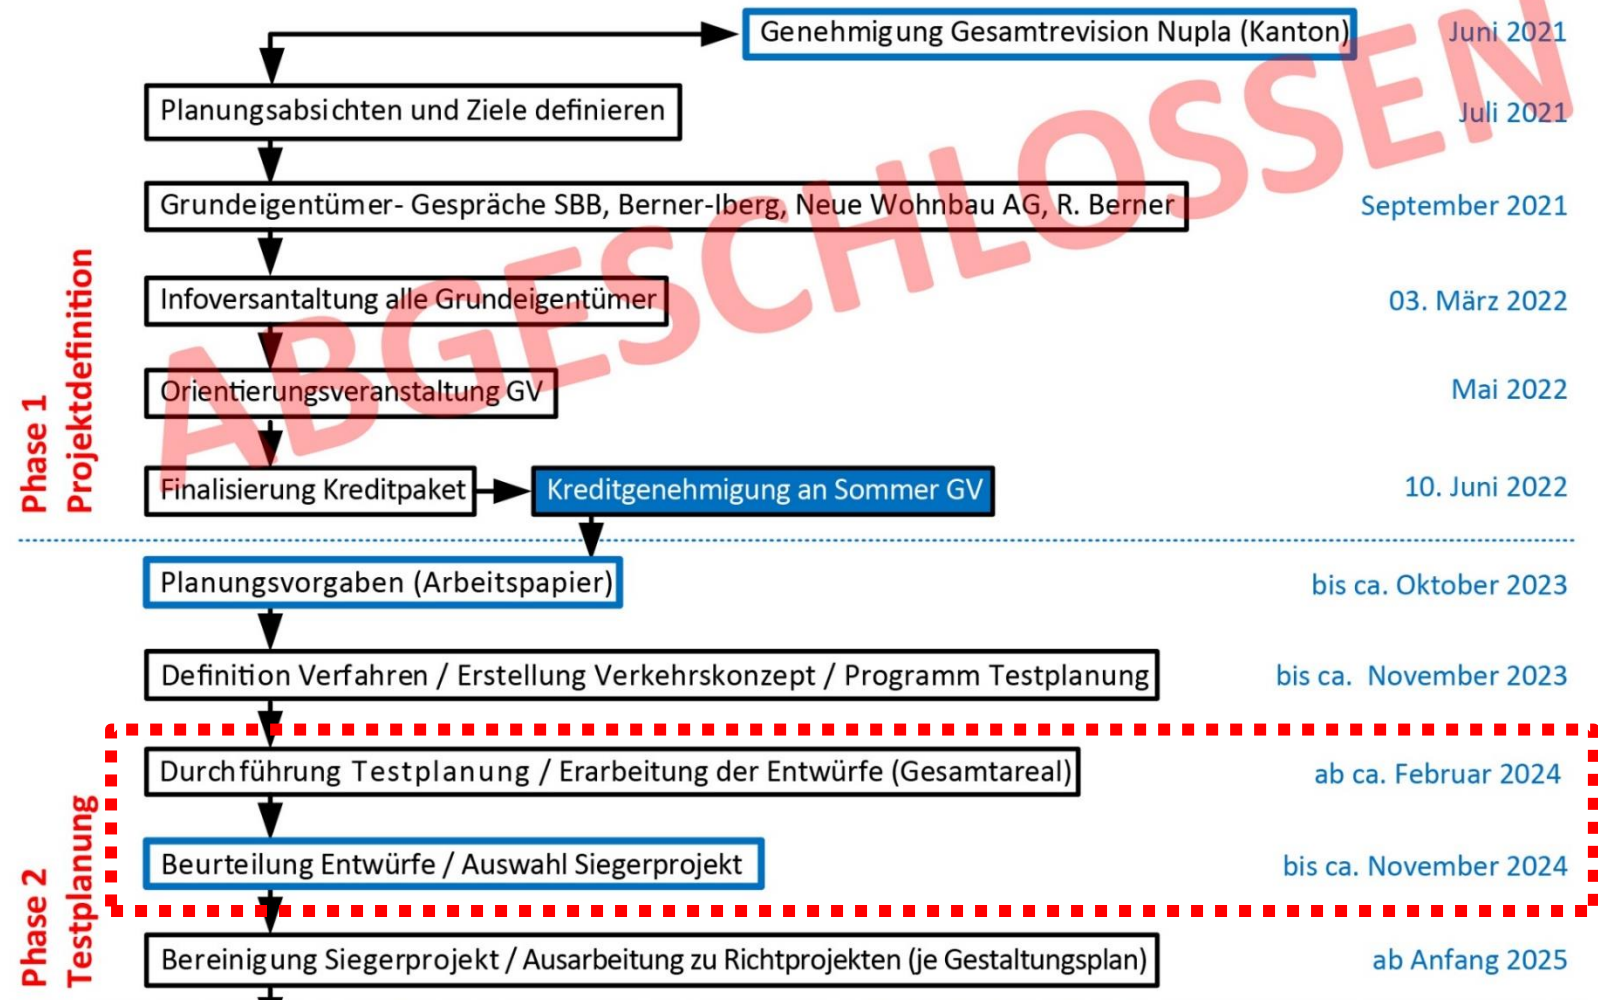 Genehmigung Gesamtrevision Nupla (Kanton) Juni 2021
Planungsabsichten und Ziele definieren Juli 2021
Grundeigentümer- Gespräche SBB, Berner-Iberg, Neue Wohnbau AG, R. Berner September 2021
Infoversantaltung alle Grundeigentümer 03. März 2022
Orientierungsveranstaltung GV Mai 2022
Finalisierung Kreditpaket Kreditgenehmigung an Sommer GV 10. Juni 2022
Phase 1
Projektdefinition
ABGESCHLOSSEN
Planungsvorgaben (Arbeitspapier) bis ca. Oktober 2023
Definition Verfahren / Erstellung Verkehrskonzept / Programm Testplanung bis ca. November 2023
Durchführung Testplanung / Erarbeitung der Entwürfe (Gesamtareal) ab ca. Februar 2024
Beurteilung Entwürfe / Auswahl Siegerprojekt bis ca. November 2024
Bereinigung Siegerprojekt / Ausarbeitung zu Richtprojekten (je Gestaltungsplan) ab Anfang 2025
Phase 2
Testplanung